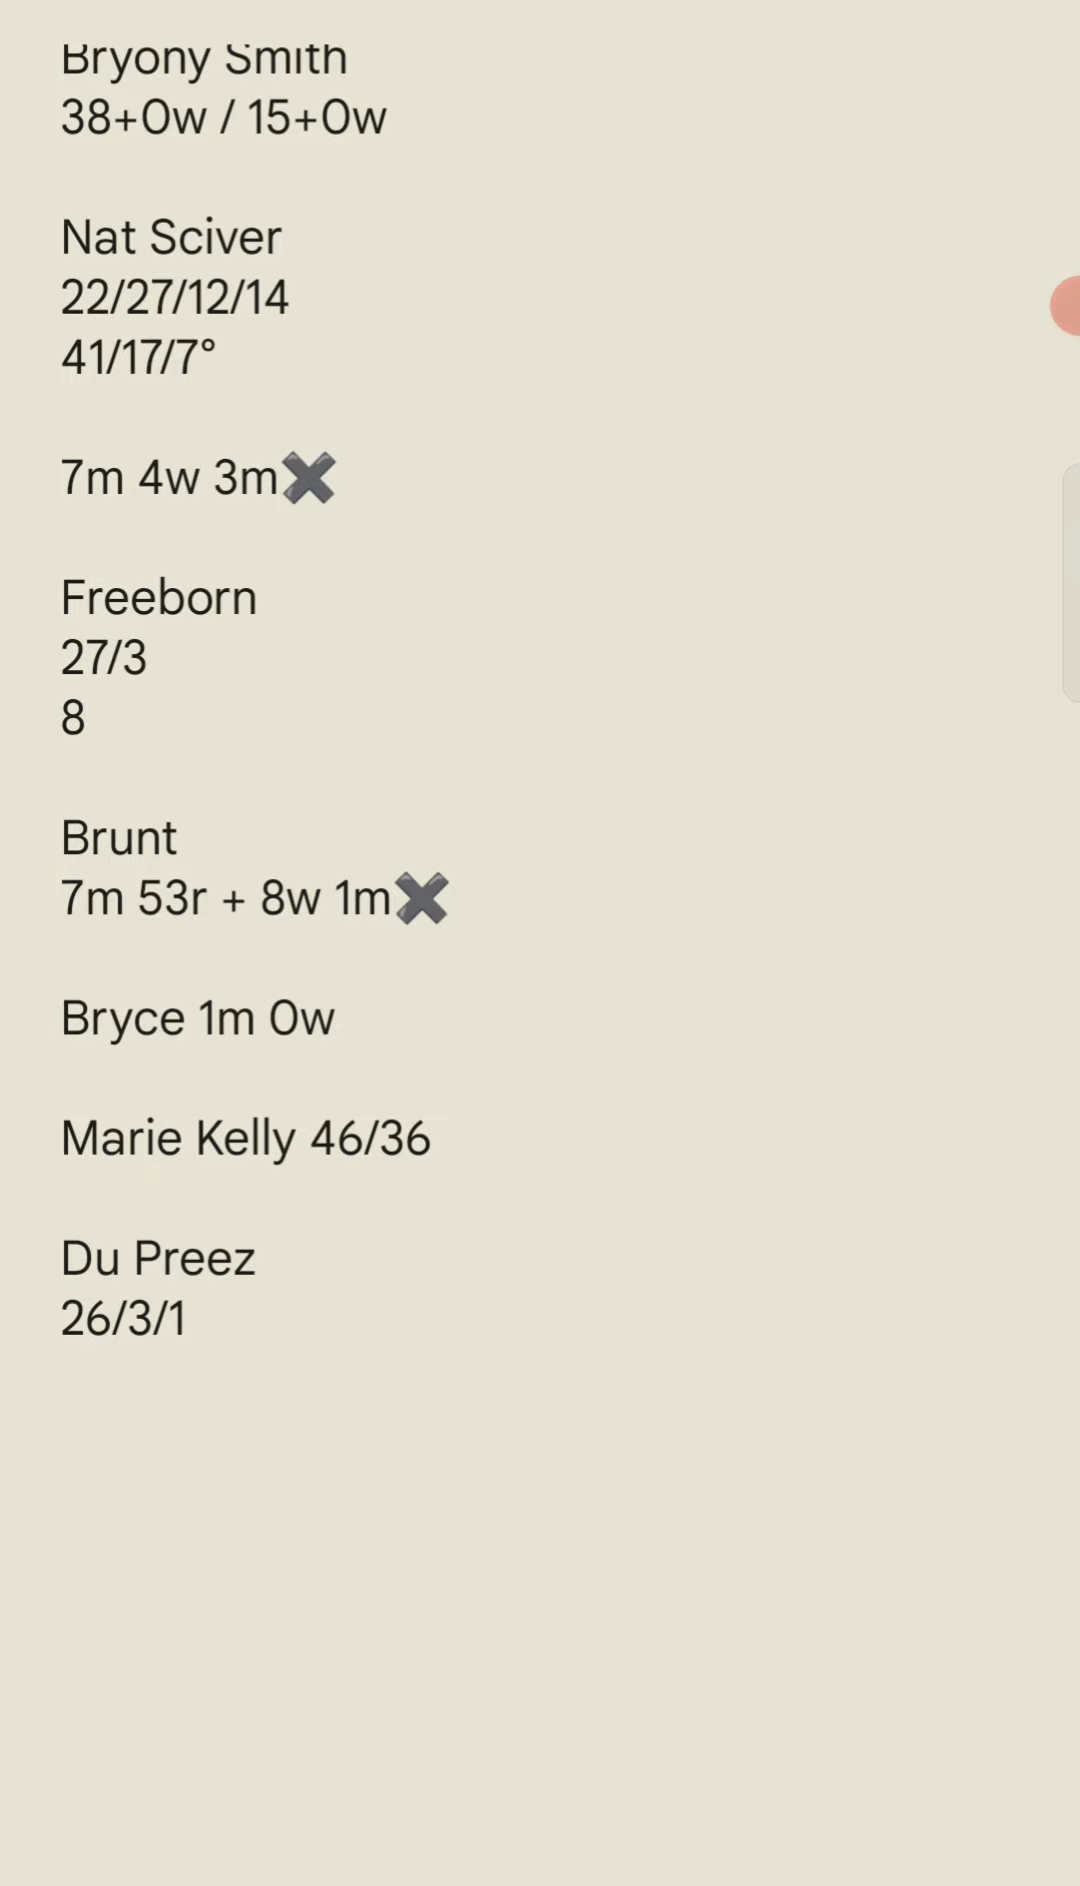 Bryony Smith
38+0w / 15+0w
Nat Sciver
22/27/12/14
41/17/7°
7m 4w 3m✖
Freeborn
27/3
8
Brunt
7m 53r + 8w 1m✖
Bryce 1m 0w
Marie Kelly 46/36
Du Preez
26/3/1